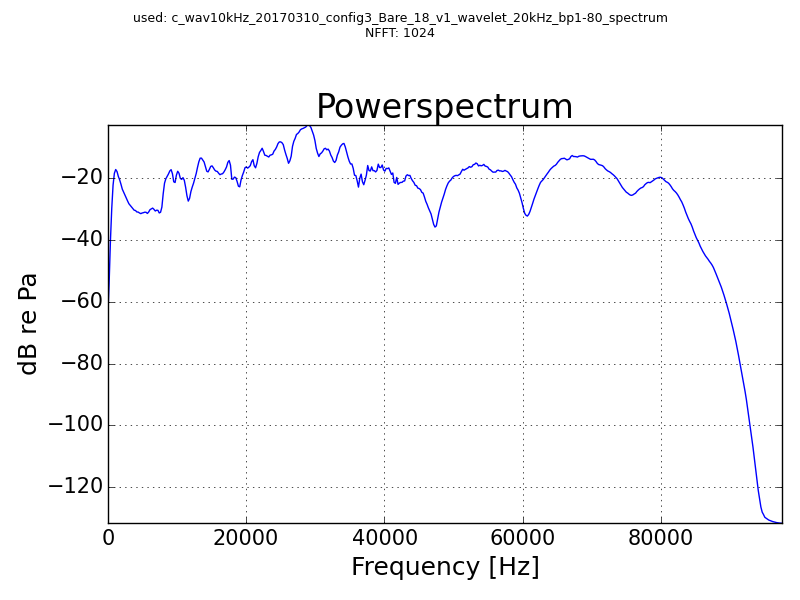 used: c_wav10kHz_20170310_config3_Bare_18_v1_wavelet_20kHz_bp1-80_spectrum
NFFT: 1024
Powerspectrum
−20
−40
−60
−80
−100
−120
dB re Pa
0 20000 40000 60000 80000
Frequency [Hz]